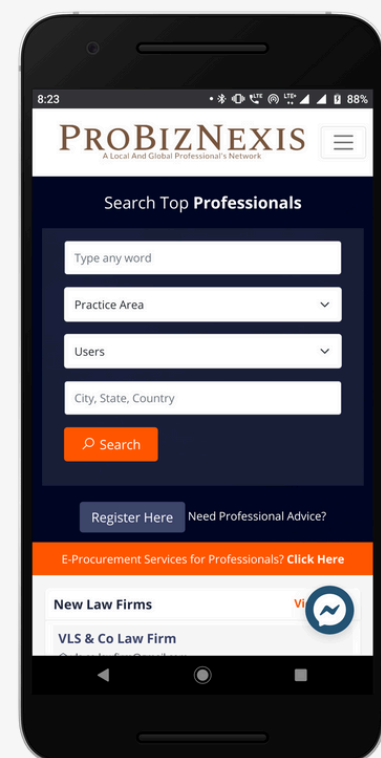 8:23
LTE LTE+ 88%
PROBIZNEXIS
A Local And Global Professional's Network
Search Top Professionals
Type any word
Practice Area
Users
City, State, Country
Search
Register Here Need Professional Advice?
E-Procurement Services for Professionals? Click Here
New Law Firms
VLS & Co Law Firm